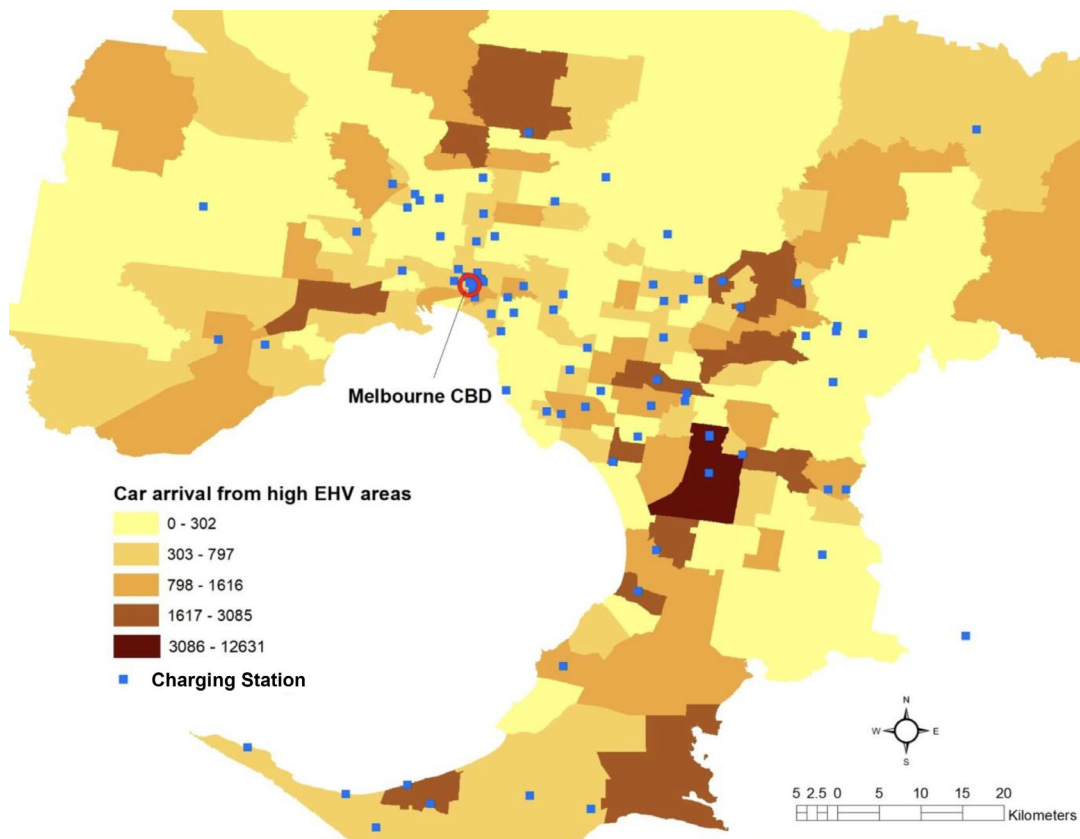 Melbourne CBD
Car arrival from high EHV areas
0 - 302
303 - 797
798 - 1616
1617 - 3085
3086 - 12631
Charging Station
N
W E
S
5 2.5 0 5 10 15 20
Kilometers